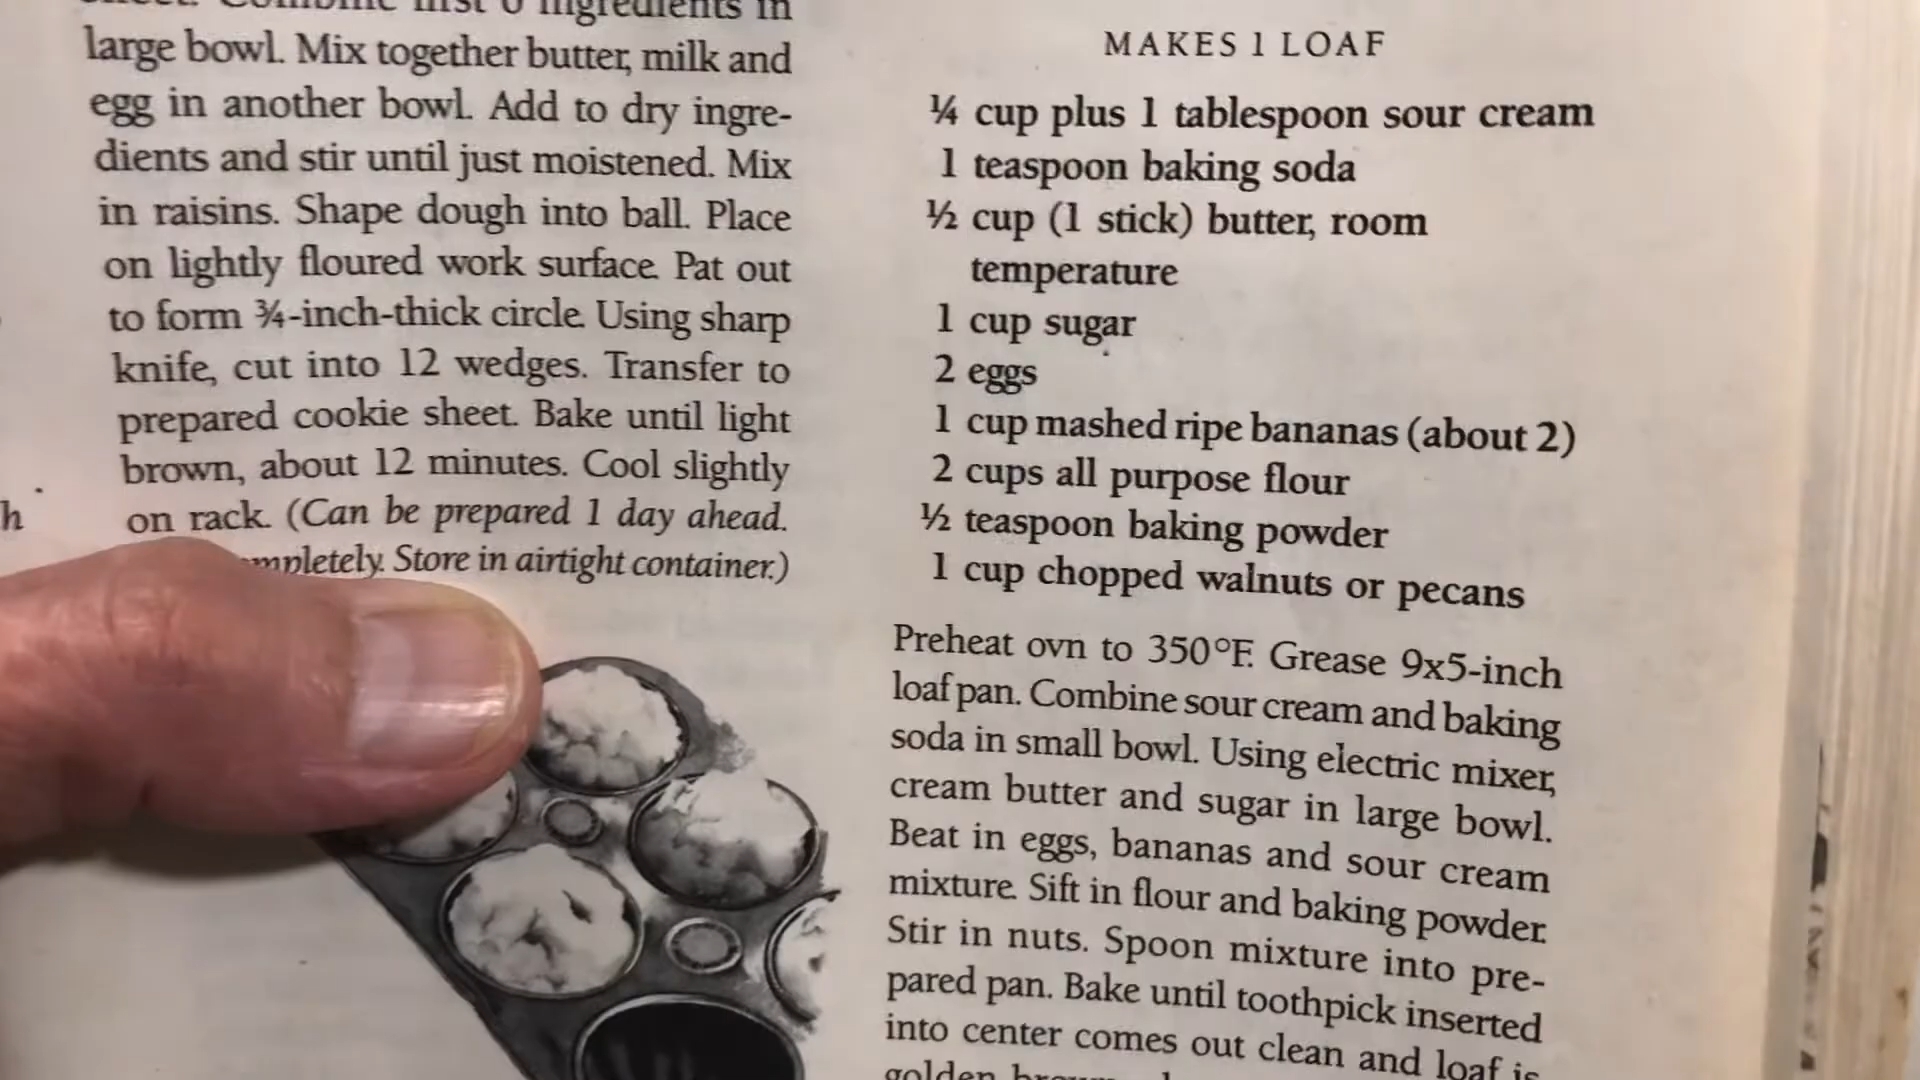 Combine first 6 ingredients in
large bowl. Mix together butter, milk and
egg in another bowl. Add to dry ingre-
dients and stir until just moistened. Mix
in raisins. Shape dough into ball. Place
on lightly floured work surface. Pat out
to form ¾-inch-thick circle. Using sharp
knife, cut into 12 wedges. Transfer to
prepared cookie sheet. Bake until light
brown, about 12 minutes. Cool slightly
on rack. (Can be prepared 1 day ahead.
Store in airtight container.)
h
MAKES 1 LOAF
¼ cup plus 1 tablespoon sour cream
1 teaspoon baking soda
½ cup (1 stick) butter, room
temperature
1 cup sugar
2 eggs
1 cup mashed ripe bananas (about 2)
2 cups all purpose flour
½ teaspoon baking powder
1 cup chopped walnuts or pecans
Preheat ovn to 350°F. Grease 9x5-inch
loaf pan. Combine sour cream and baking
soda in small bowl. Using electric mixer,
cream butter and sugar in large bowl.
Beat in eggs, bananas and sour cream
mixture. Sift in flour and baking powder.
Stir in nuts. Spoon mixture into pre-
pared pan. Bake until toothpick inserted
into center comes out clean and loaf is
golden